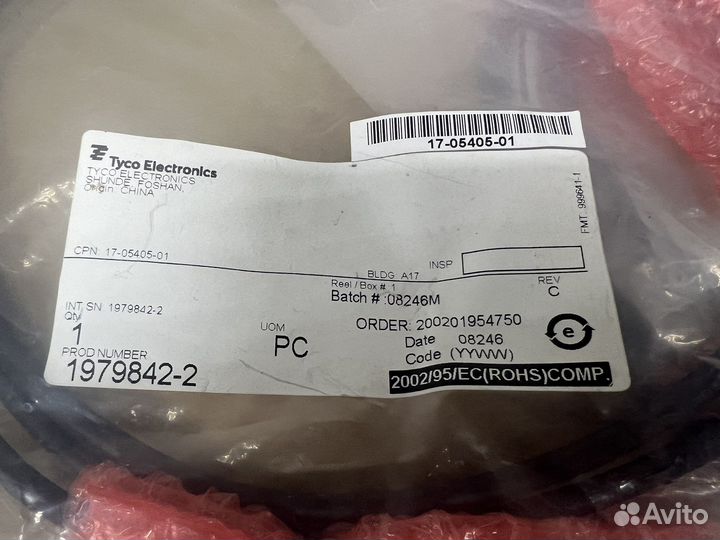 17-05405-01
Tyco Electronics
TYCO ELECTRONICS
SHUNDE, FOSHAN,
Origin: CHINA
FMT: 999641-1
CPN: 17-05405-01
BLDG A17
INSP
Reel / Box #: 1
Batch #:08246M
REV
C
INT SN 1979842-2
QTY
1
UOM
PC
ORDER: 200201954750
Date 08246
Code (YYWW)
e
PROD NUMBER
1979842-2
2002/95/EC(ROHS)COMP.
Avito